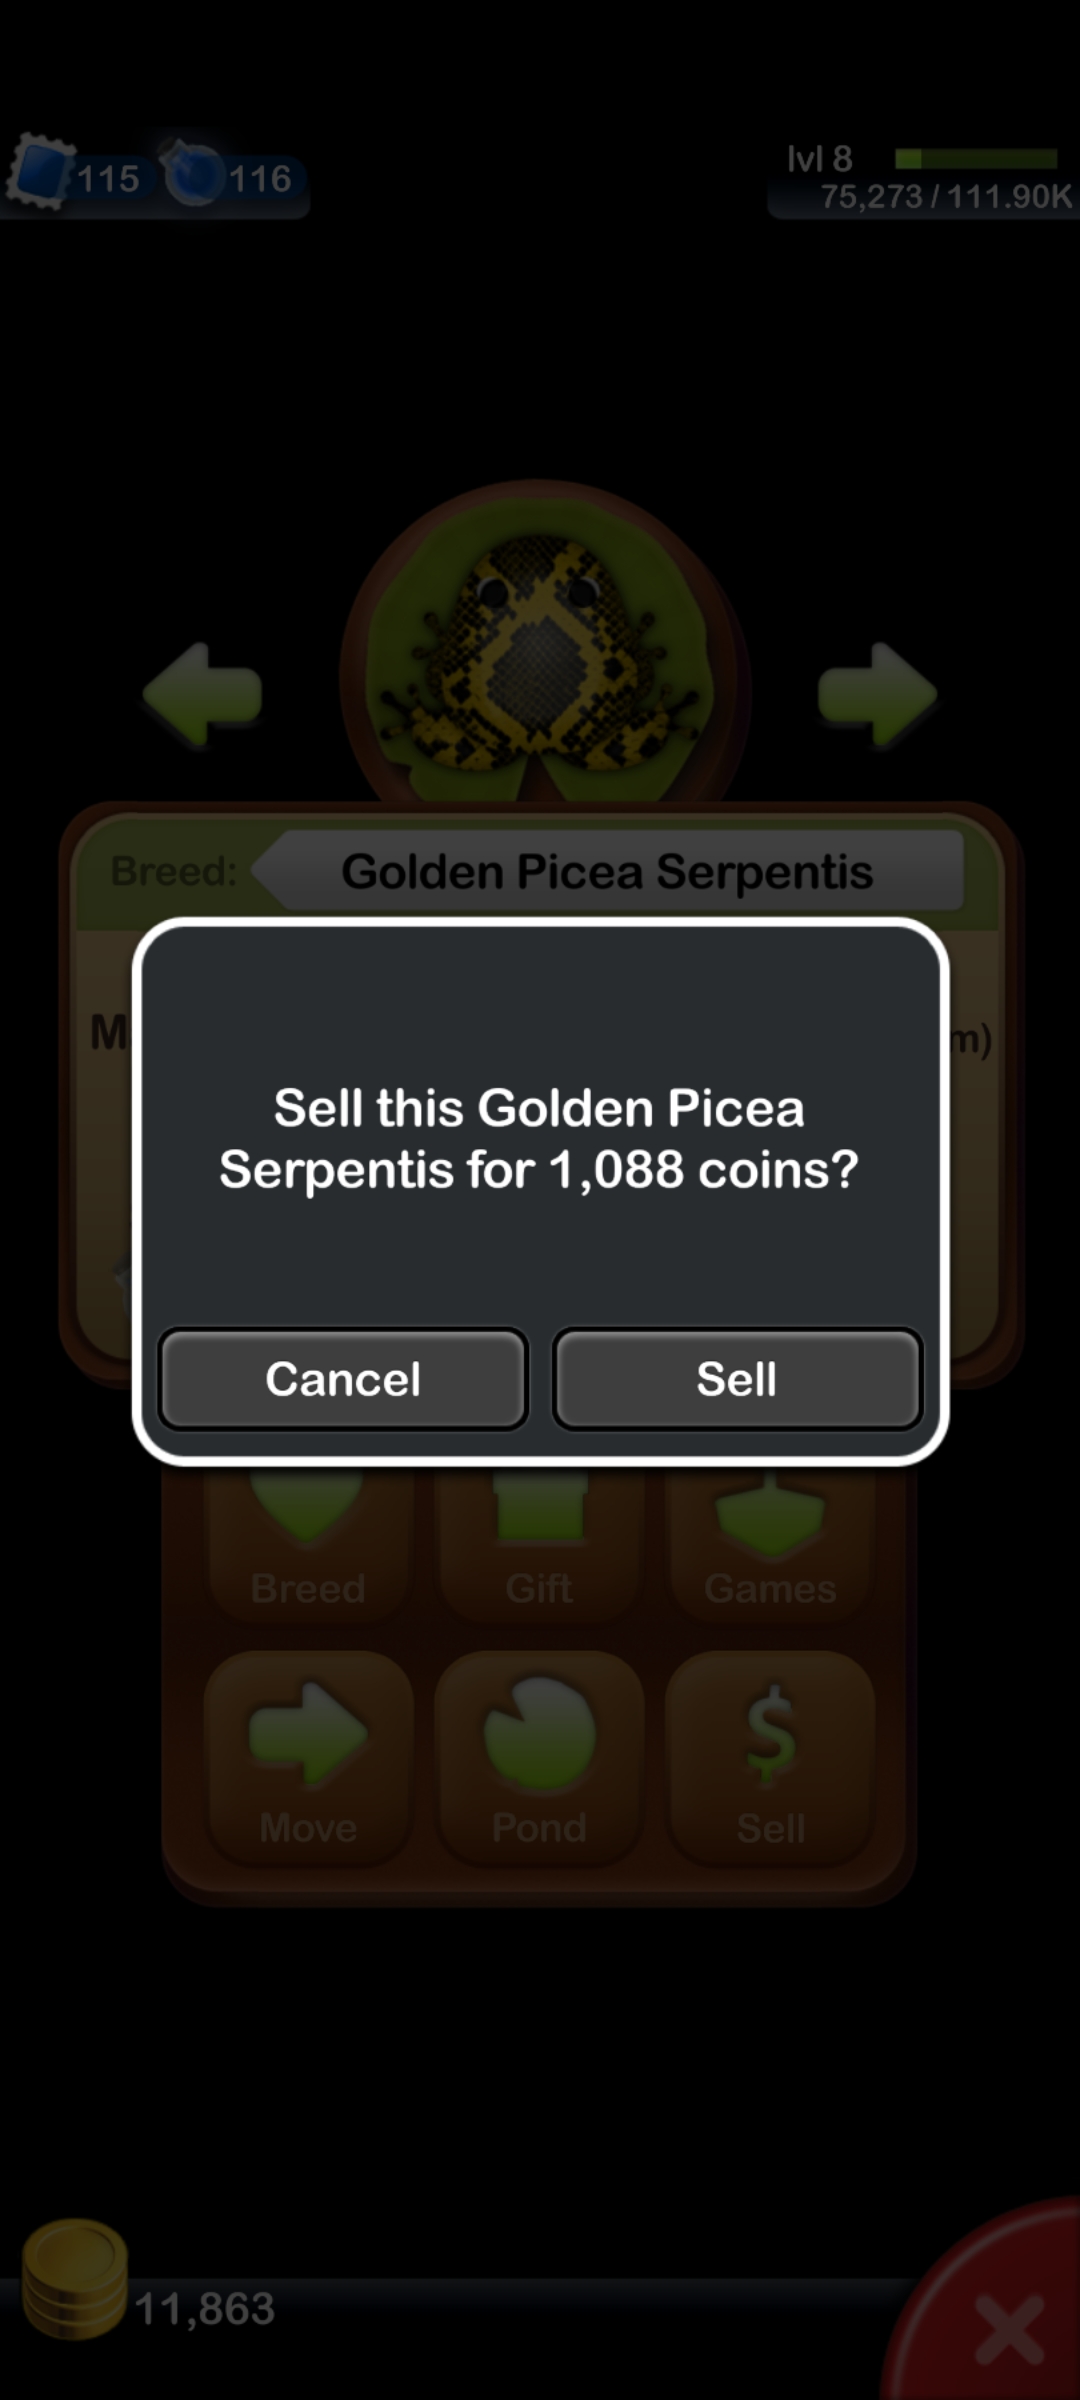 115
116
lvl 8
75,273 / 111.90K
Breed:
Golden Picea Serpentis
M
m)
Sell this Golden Picea
Serpentis for 1,088 coins?
Cancel
Sell
Breed
Gift
Games
Move
Pond
$
Sell
11,863